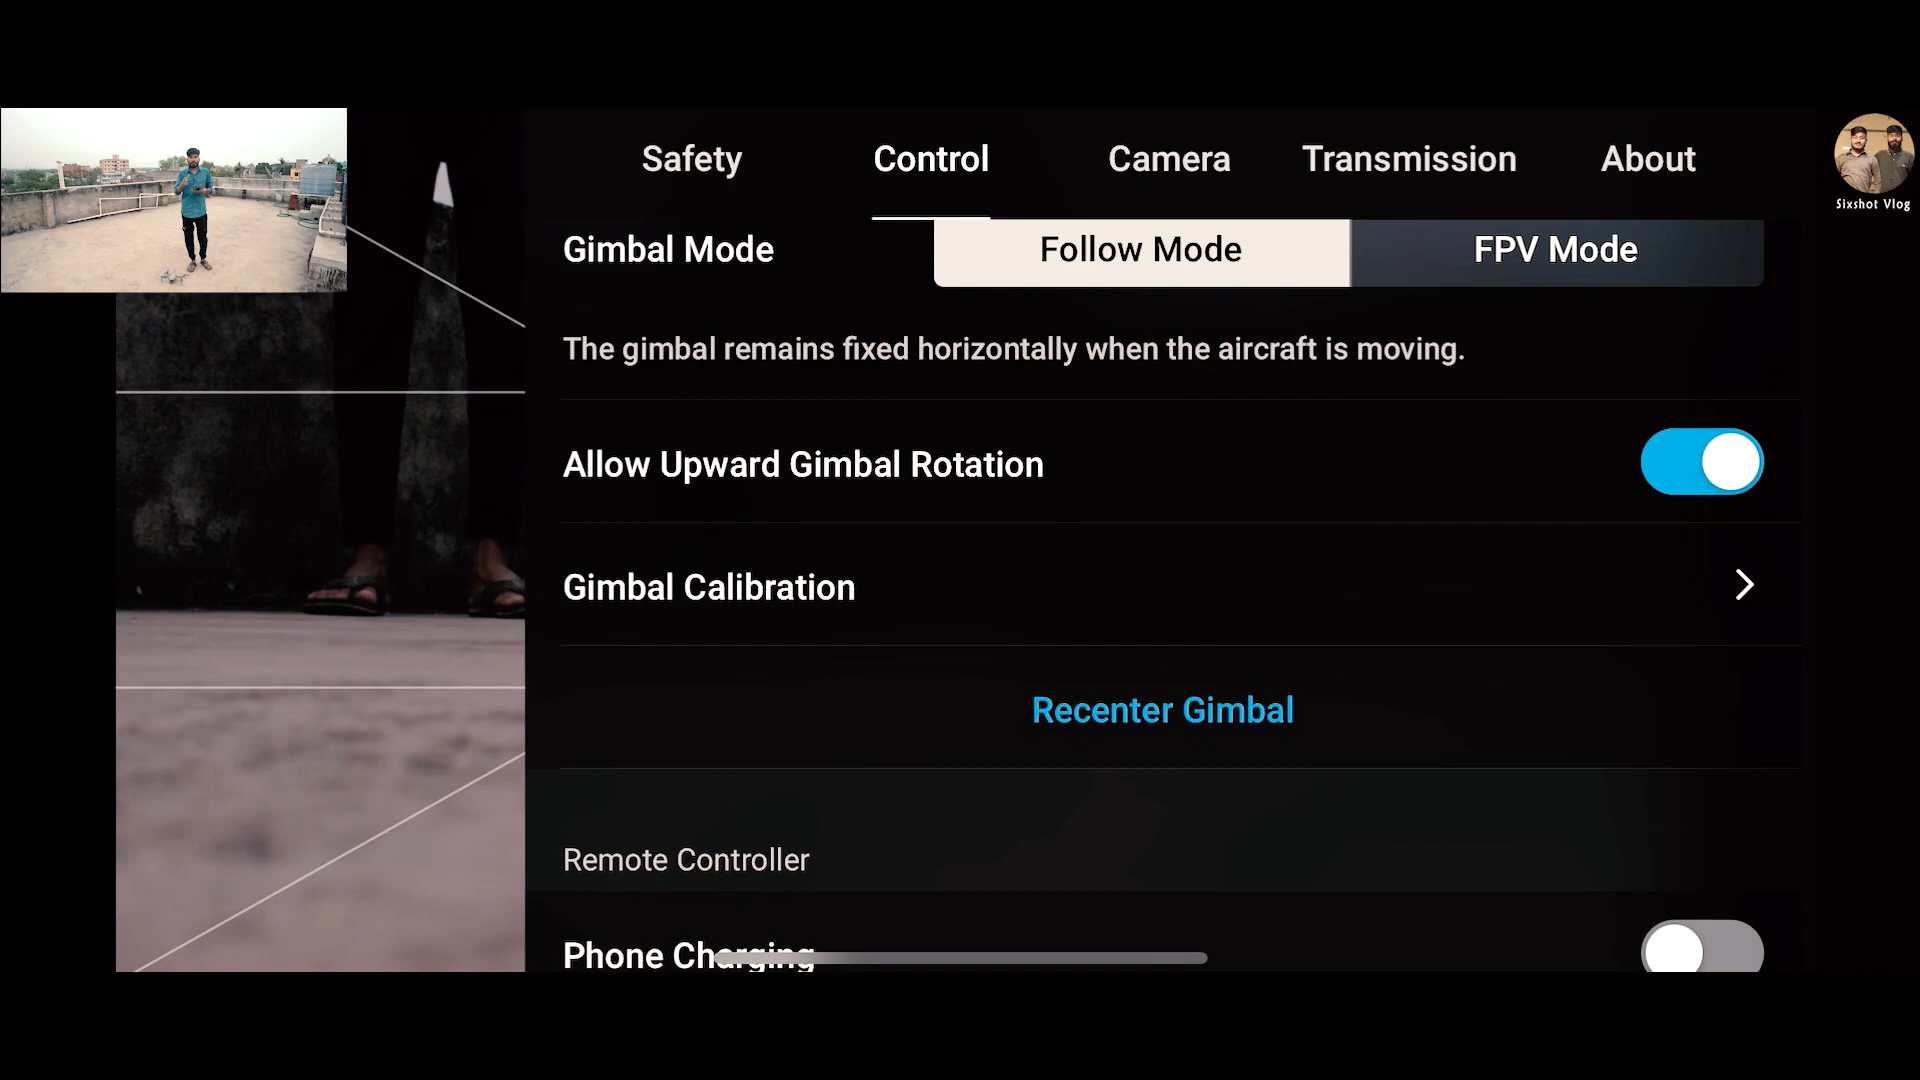 Safety Control Camera Transmission About
Sixshot Vlog
Gimbal Mode Follow Mode FPV Mode
The gimbal remains fixed horizontally when the aircraft is moving.
Allow Upward Gimbal Rotation
Gimbal Calibration
Recenter Gimbal
Remote Controller
Phone Charging